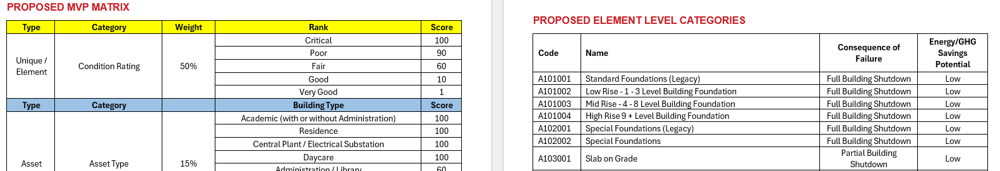 PROPOSED MVP MATRIX
Type Category Weight Rank Score
Unique / Element Condition Rating 50% Critical 100
Poor 90
Fair 60
Good 10
Very Good 1
Type Category Building Type Score
Asset Asset Type 15% Academic (with or without Administration) 100
Residence 100
Central Plant / Electrical Substation 100
Daycare 100
Administration / Library 60
PROPOSED ELEMENT LEVEL CATEGORIES
Code Name Consequence of Failure Energy/GHG Savings Potential
A101001 Standard Foundations (Legacy) Full Building Shutdown Low
A101002 Low Rise - 1 - 3 Level Building Foundation Full Building Shutdown Low
A101003 Mid Rise - 4 - 8 Level Building Foundation Full Building Shutdown Low
A101004 High Rise 9 + Level Building Foundation Full Building Shutdown Low
A102001 Special Foundations (Legacy) Full Building Shutdown Low
A102002 Special Foundations Full Building Shutdown Low
A103001 Slab on Grade Partial Building Shutdown Low